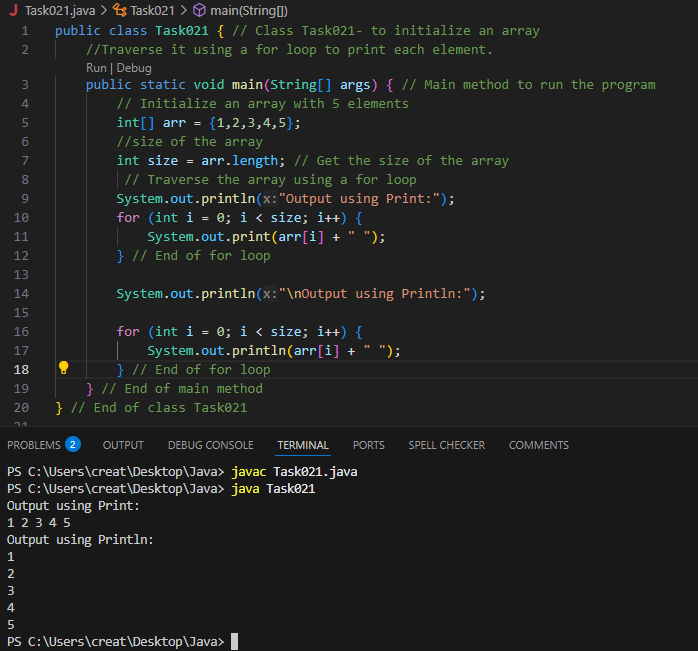 J Task021.java > Task021 > main(String[])
1 public class Task021 { // Class Task021- to initialize an array
2 //Traverse it using a for loop to print each element.
Run | Debug
3 public static void main(String[] args) { // Main method to run the program
4 // Initialize an array with 5 elements
5 int[] arr = {1,2,3,4,5};
6 //size of the array
7 int size = arr.length; // Get the size of the array
8 // Traverse the array using a for loop
9 System.out.println(x:"Output using Print:");
10 for (int i = 0; i < size; i++) {
11 System.out.print(arr[i] + " ");
12 } // End of for loop
13
14 System.out.println(x:"\nOutput using Println:");
15
16 for (int i = 0; i < size; i++) {
17 System.out.println(arr[i] + " ");
18 } // End of for loop
19 } // End of main method
20 } // End of class Task021
21
PROBLEMS 2 OUTPUT DEBUG CONSOLE TERMINAL PORTS SPELL CHECKER COMMENTS
PS C:\Users\creat\Desktop\Java> javac Task021.java
PS C:\Users\creat\Desktop\Java> java Task021
Output using Print:
1 2 3 4 5
Output using Println:
1
2
3
4
5
PS C:\Users\creat\Desktop\Java>